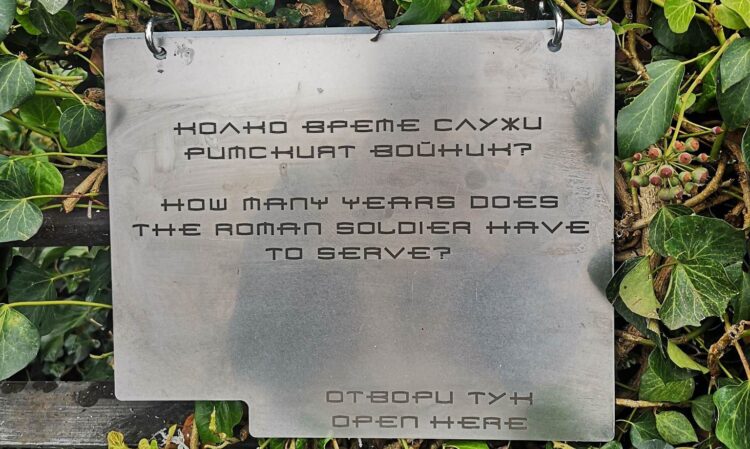 КОЛКО ВРЕМЕ СЛУЖИ
РИМСКИЯТ ВОЙНИК?
HOW MANY YEARS DOES
THE ROMAN SOLDIER HAVE
TO SERVE?
ОТВОРИ ТУК
OPEN HERE